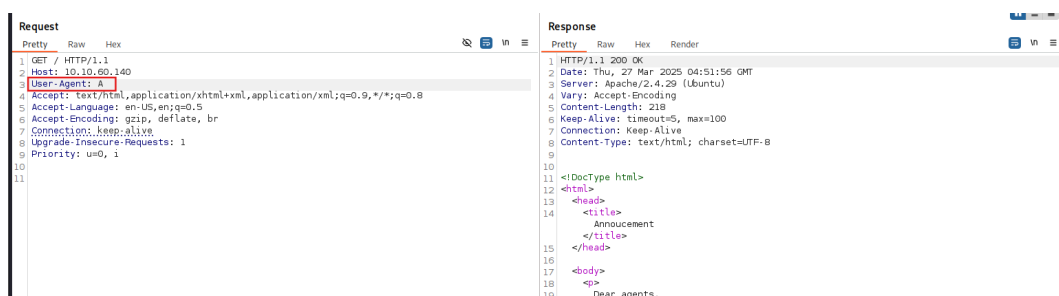 Request
Pretty Raw Hex
\n
1 GET / HTTP/1.1
2 Host: 10.10.60.140
3 User-Agent: A
4 Accept: text/html,application/xhtml+xml,application/xml;q=0.9,*/*;q=0.8
5 Accept-Language: en-US,en;q=0.5
6 Accept-Encoding: gzip, deflate, br
7 Connection: keep-alive
8 Upgrade-Insecure-Requests: 1
9 Priority: u=0, i
10
11
Response
Pretty Raw Hex Render
\n
1 HTTP/1.1 200 OK
2 Date: Thu, 27 Mar 2025 04:51:56 GMT
3 Server: Apache/2.4.29 (Ubuntu)
4 Vary: Accept-Encoding
5 Content-Length: 218
6 Keep-Alive: timeout=5, max=100
7 Connection: Keep-Alive
8 Content-Type: text/html; charset=UTF-8
9
10
11 <!DocType html>
12 <html>
13 <head>
14 <title>
Annoucement
</title>
15 </head>
16
17 <body>
18 <p>
19 Dear agents,